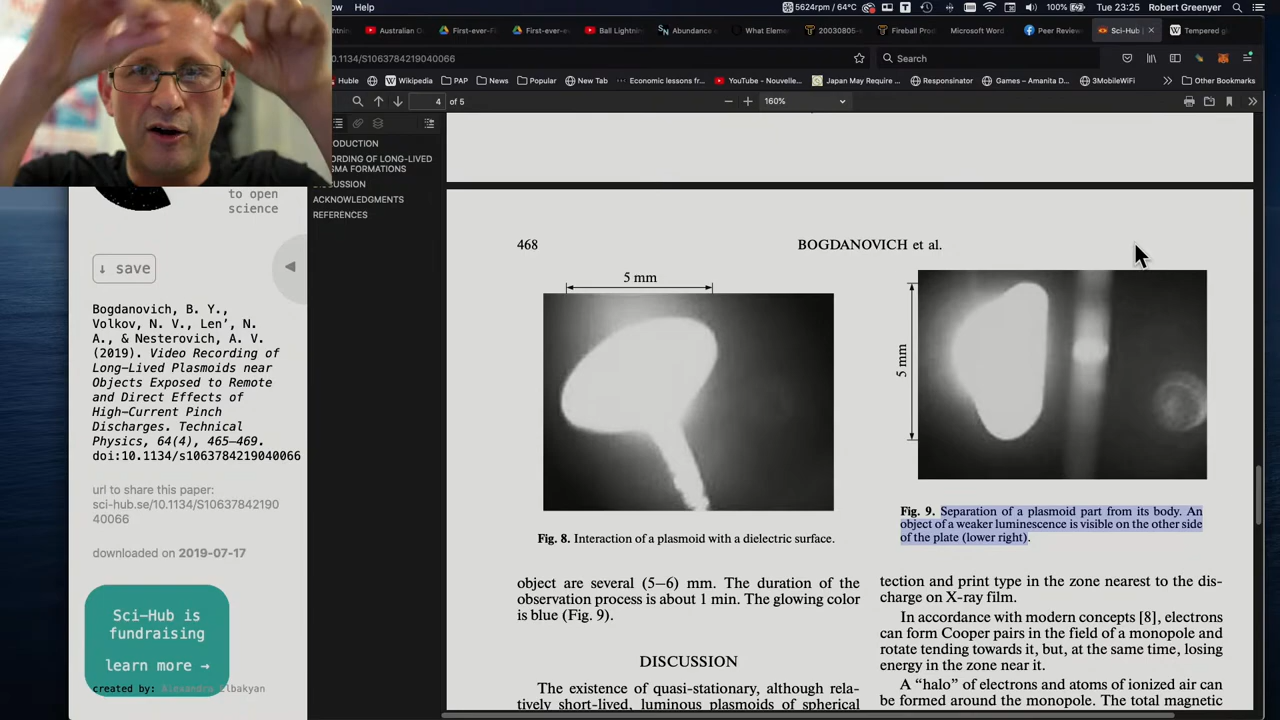 ow Help
5624rpm / 64°C
100%
Tue 23:25 Robert Greenyer
htning
Australian C
First-ever-F
First-ever-e
Ball Lightni
Abundance
What Elem
20030805-
Fireball Pro
Microsoft Word
Peer Review
Sci-Hub
Tempered g
10.1134/S1063784219040066
Search
Huble Wikipedia PAP News Popular New Tab Economic lessons fr... YouTube - Nouvelle... Japan May Require... Responsinator Games – Amanita D... 3MobileWiFi Other Bookmarks
4 of 5
160%
ODUCTION
ORDING OF LONG-LIVED
SMA FORMATIONS
CUSSION
ACKNOWLEDGMENTS
REFERENCES
to open
science
↓ save
Bogdanovich, B. Y.,
Volkov, N. V., Len’, N.
A., & Nesterovich, A. V.
(2019). Video Recording of
Long-Lived Plasmoids near
Objects Exposed to Remote
and Direct Effects of
High-Current Pinch
Discharges. Technical
Physics, 64(4), 465–469.
doi:10.1134/s1063784219040066
url to share this paper:
sci-hub.se/10.1134/S10637842190
40066
downloaded on 2019-07-17
Sci-Hub is
fundraising
learn more →
created by: Alexandra Elbakyan
468
BOGDANOVICH et al.
5 mm
Fig. 8. Interaction of a plasmoid with a dielectric surface.
object are several (5–6) mm. The duration of the
observation process is about 1 min. The glowing color
is blue (Fig. 9).
DISCUSSION
The existence of quasi-stationary, although rela-
tively short-lived, luminous plasmoids of spherical
5 mm
Fig. 9. Separation of a plasmoid part from its body. An
object of a weaker luminescence is visible on the other side
of the plate (lower right).
tection and print type in the zone nearest to the dis-
charge on X-ray film.
In accordance with modern concepts [8], electrons
can form Cooper pairs in the field of a monopole and
rotate tending towards it, but, at the same time, losing
energy in the zone near it.
A “halo” of electrons and atoms of ionized air can
be formed around the monopole. The total magnetic